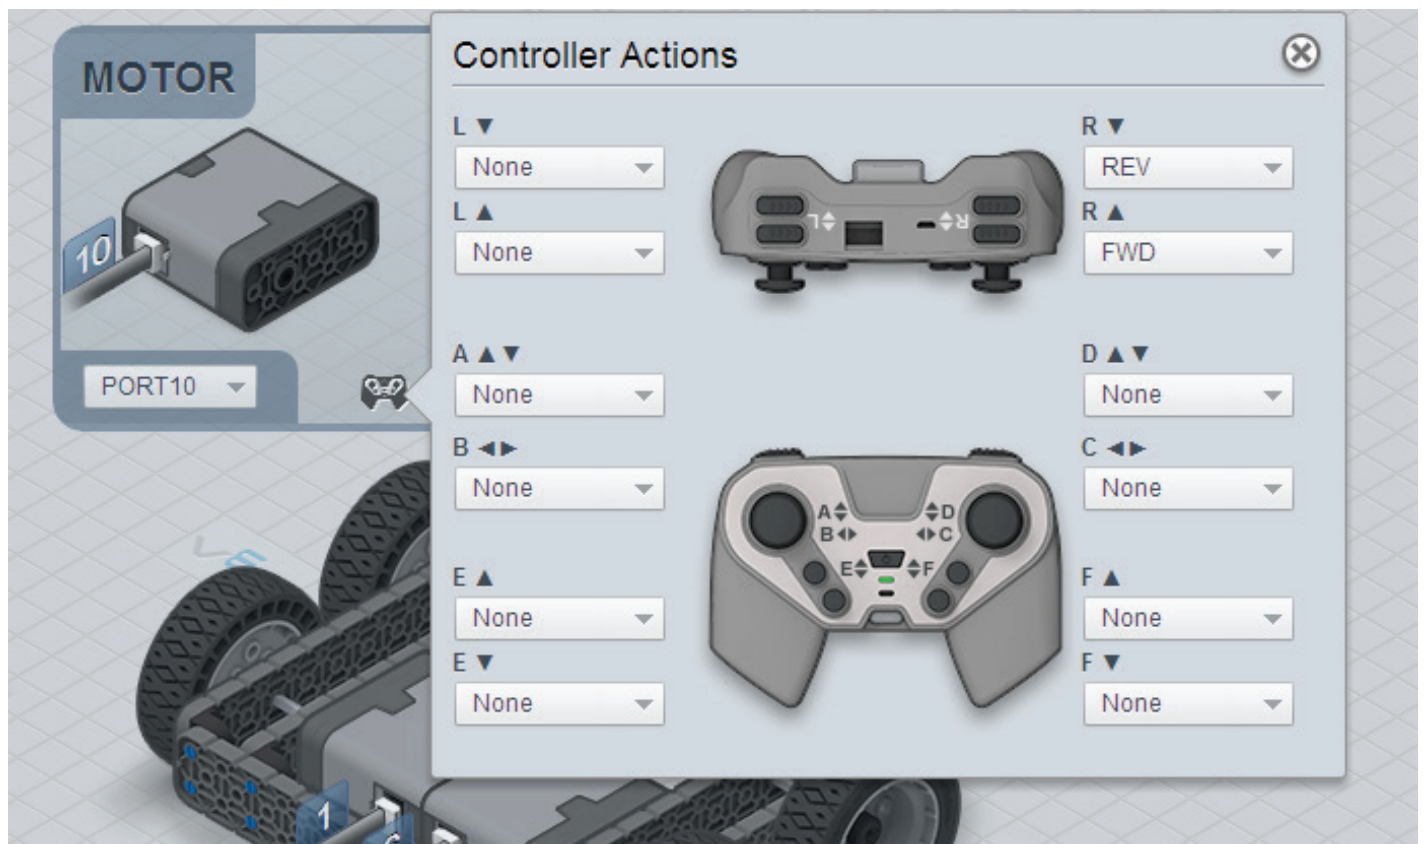 MOTOR
10
PORT10
Controller Actions
L ▼
None
L ▲
None
R ▼
REV
R ▲
FWD
L
R
A ▲ ▼
None
B ◀ ▶
None
D ▲ ▼
None
C ◀ ▶
None
A
B
D
C
E
F
E ▲
None
E ▼
None
F ▲
None
F ▼
None
1